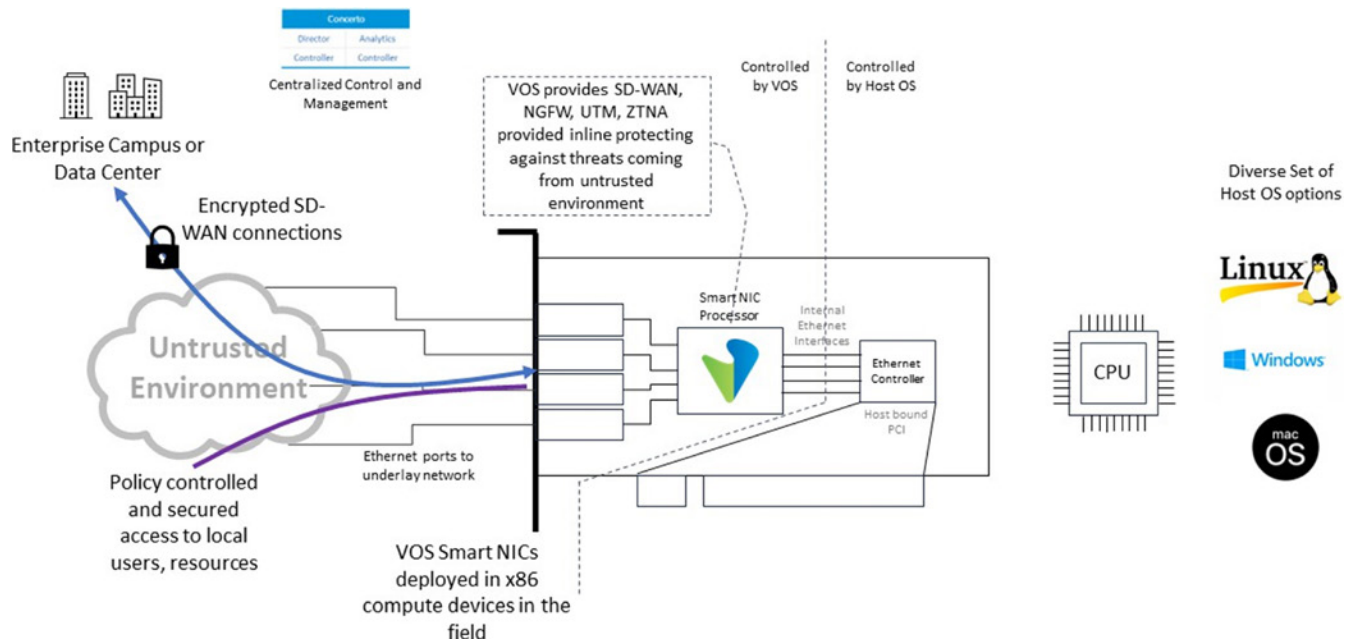 Concerto
Director
Analytics
Controller
Controller
Centralized Control and
Management
Enterprise Campus or
Data Center
Encrypted SD-
WAN connections
Untrusted
Environment
Policy controlled
and secured
access to local
users, resources
Ethernet ports to
underlay network
VOS Smart NICs
deployed in x86
compute devices in the
field
VOS provides SD-WAN,
NGFW, UTM, ZTNA
provided inline protecting
against threats coming
from untrusted
environment
Controlled
by VOS
Controlled
by Host OS
Smart NIC
Processor
Internal
Ethernet
Interfaces
Ethernet
Controller
Host bound
PCI
CPU
Diverse Set of
Host OS options
Linux
Windows
mac
OS